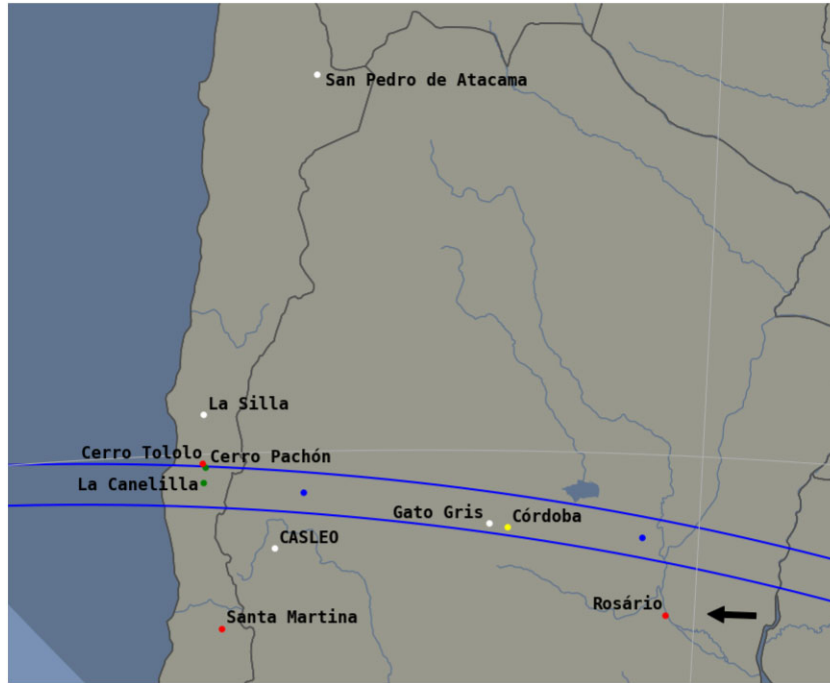 San Pedro de Atacama
La Silla
Cerro Tololo
Cerro Pachón
La Canelilla
Gato Gris
Córdoba
CASLEO
Rosário
Santa Martina